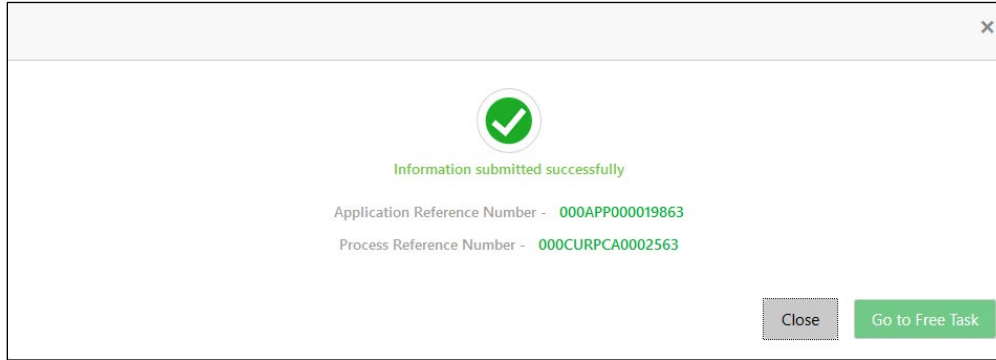 ×
Information submitted successfully
Application Reference Number - 000APP000019863
Process Reference Number - 000CURPCA0002563
Close Go to Free Task